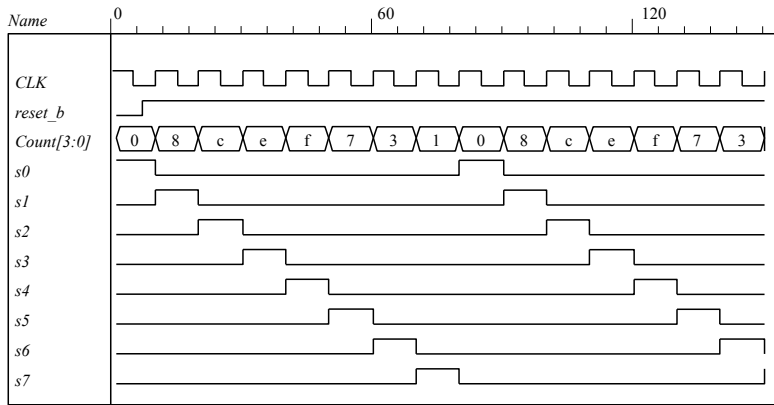 Name 0 60 120
CLK
reset_b
Count[3:0] 0 8 c e f 7 3 1 0 8 c e f 7 3
s0
s1
s2
s3
s4
s5
s6
s7